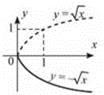 y
y = √x
1
x
0
1
y = -√x